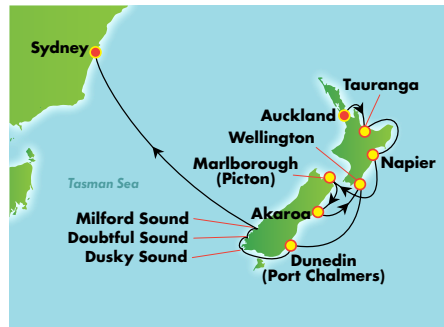 Sydney
Tauranga
Auckland
Wellington
Marlborough
(Picton)
Napier
Tasman Sea
Akaroa
Milford Sound
Doubtful Sound
Dusky Sound
Dunedin
(Port Chalmers)